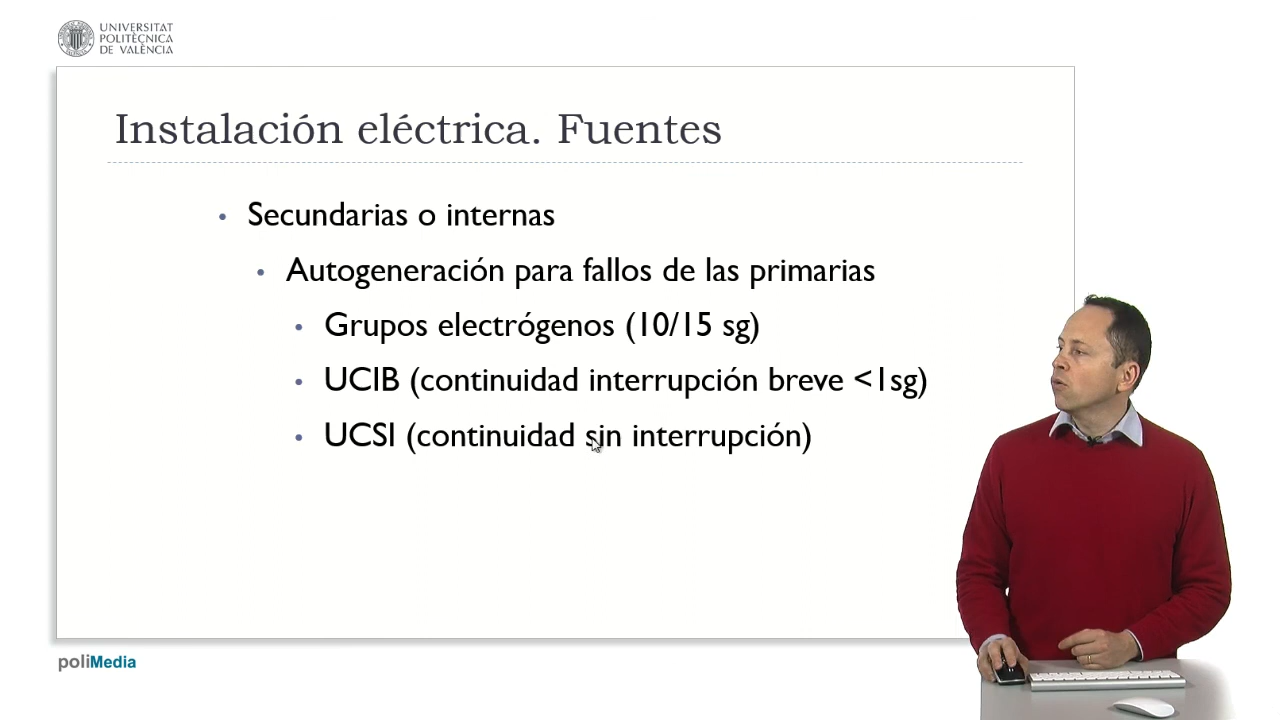 UNIVERSITAT
POLITÈCNICA
DE VALÈNCIA
Instalación eléctrica. Fuentes
• Secundarias o internas
• Autogeneración para fallos de las primarias
• Grupos electrógenos (10/15 sg)
• UCIB (continuidad interrupción breve <1sg)
• UCSI (continuidad sin interrupción)
poliMedia